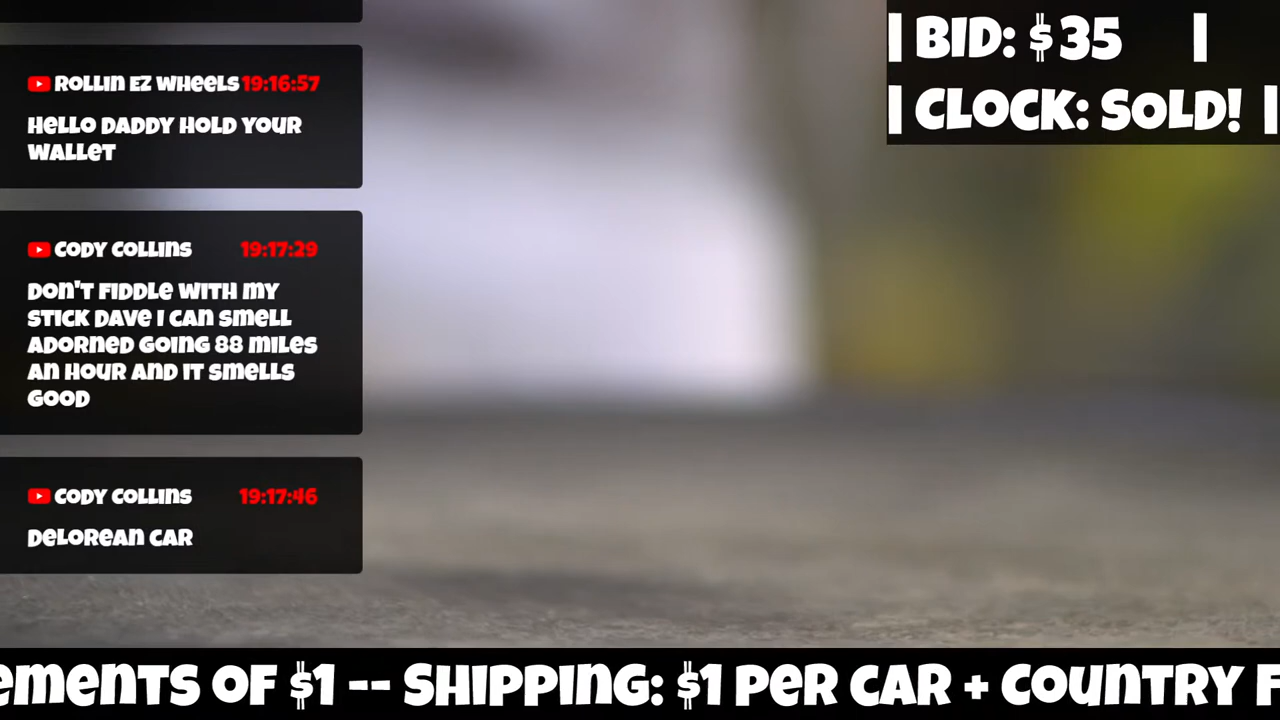 ROLLIN EZ WHEELS 19:16:57
HELLO DADDY HOLD YOUR
WALLET
CODY COLLINS 19:17:29
DON'T FIDDLE WITH MY
STICK DAVE I CAN SMELL
ADORNED GOING 88 MILES
AN HOUR AND IT SMELLS
GOOD
CODY COLLINS 19:17:46
DELOREAN CAR
| BID: $35 |
| CLOCK: SOLD! |
EMENTS OF $1 -- SHIPPING: $1 PER CAR + COUNTRY F